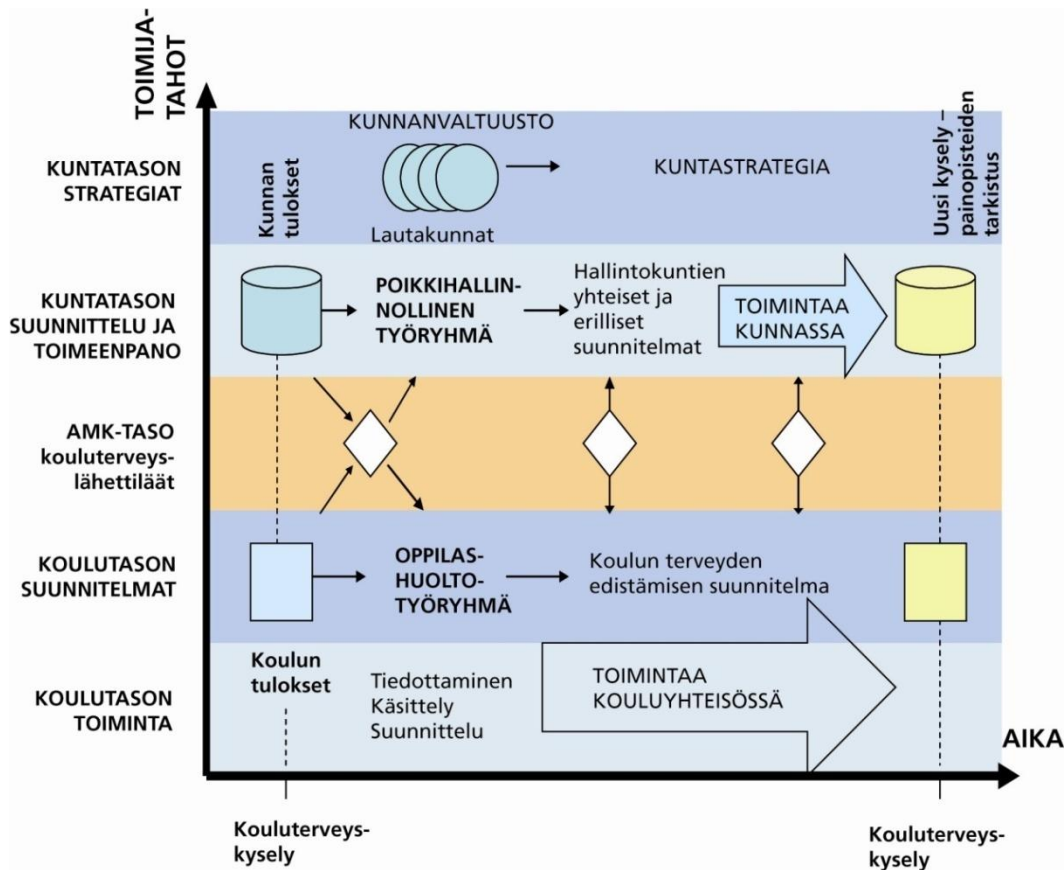 TOIMIJA-
TAHOT
KUNTATASON
STRATEGIAT
Kunnan
tulokset
KUNNANVALTUUSTO
Lautakunnat
KUNTASTRATEGIA
Uusi kysely –
painopisteiden
tarkistus
KUNTATASON
SUUNNITTELU JA
TOIMEENPANO
POIKKIHALLIN-
NOLLINEN
TYÖRYHMÄ
Hallintokuntien
yhteiset ja
erilliset
suunnitelmat
TOIMINTAA
KUNNASSA
AMK-TASO
kouluterveys-
lähettiläät
KOULUTASON
SUUNNITELMAT
OPPILAS-
HUOLTO-
TYÖRYHMÄ
Koulun terveyden
edistämisen suunnitelma
KOULUTASON
TOIMINTA
Koulun
tulokset
Tiedottaminen
Käsittely
Suunnittelu
TOIMINTAA
KOULUYHTEISÖSSÄ
AIKA
Kouluterveys-
kysely
Kouluterveys-
kysely